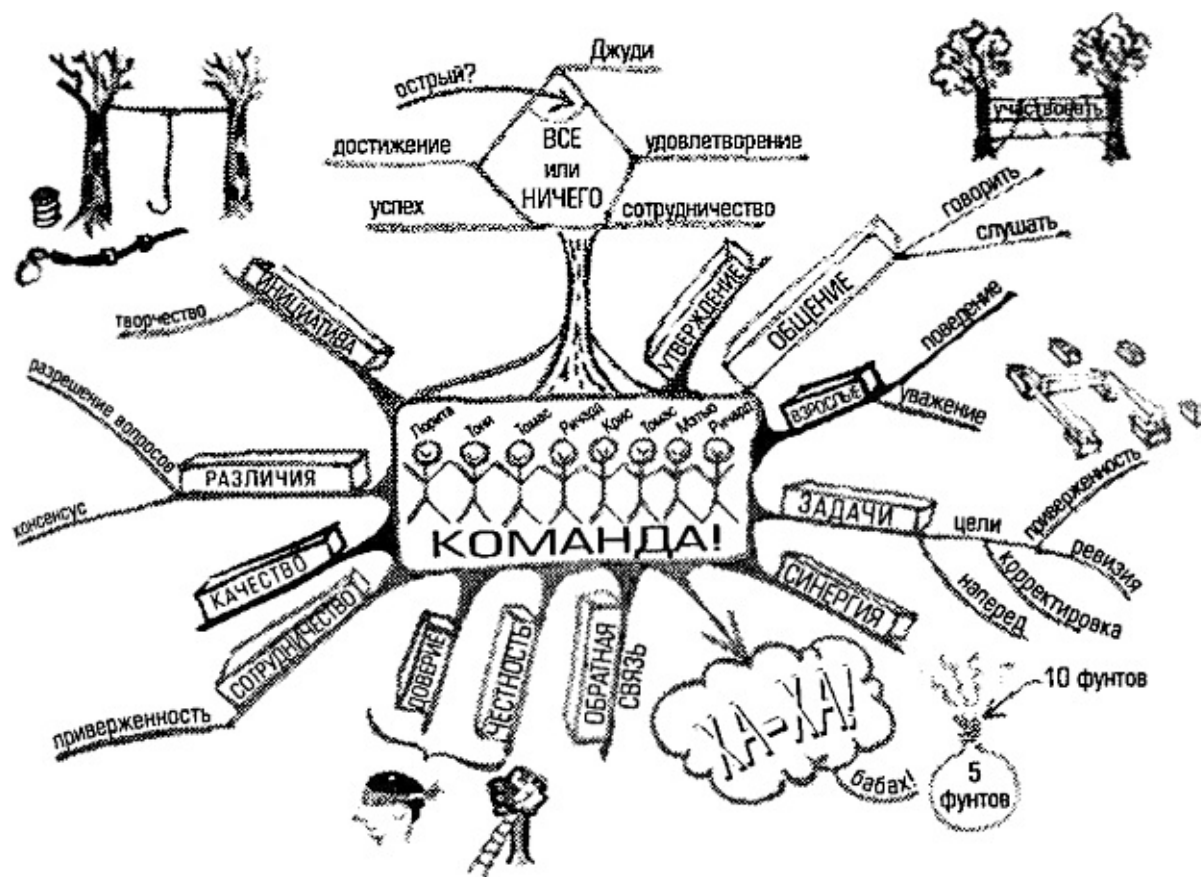 Джуди
острый?
ВСЕ
или
НИЧЕГО
достижение
удовлетворение
успех
сотрудничество
участвовать
говорить
слушать
ОБЩЕНИЕ
УТВЕРЖДЕНИЕ
ИНИЦИАТИВА
творчество
поведение
уважение
ВЗРОСЛЫЕ
разрешение вопросов
консенсус
РАЗЛИЧИЯ
Лорита Тони Томас Ричард Крис Томас Мэтью Ричард
КОМАНДА!
ЗАДАЧИ
цели
приверженность
ревизия
корректировка
наперед
СИНЕРГИЯ
КАЧЕСТВО
СОТРУДНИЧЕСТВО
приверженность
ДОВЕРИЕ
ЧЕСТНОСТЬ
ОБРАТНАЯ
СВЯЗЬ
ХА-ХА!
бабах!
10 фунтов
5
фунтов